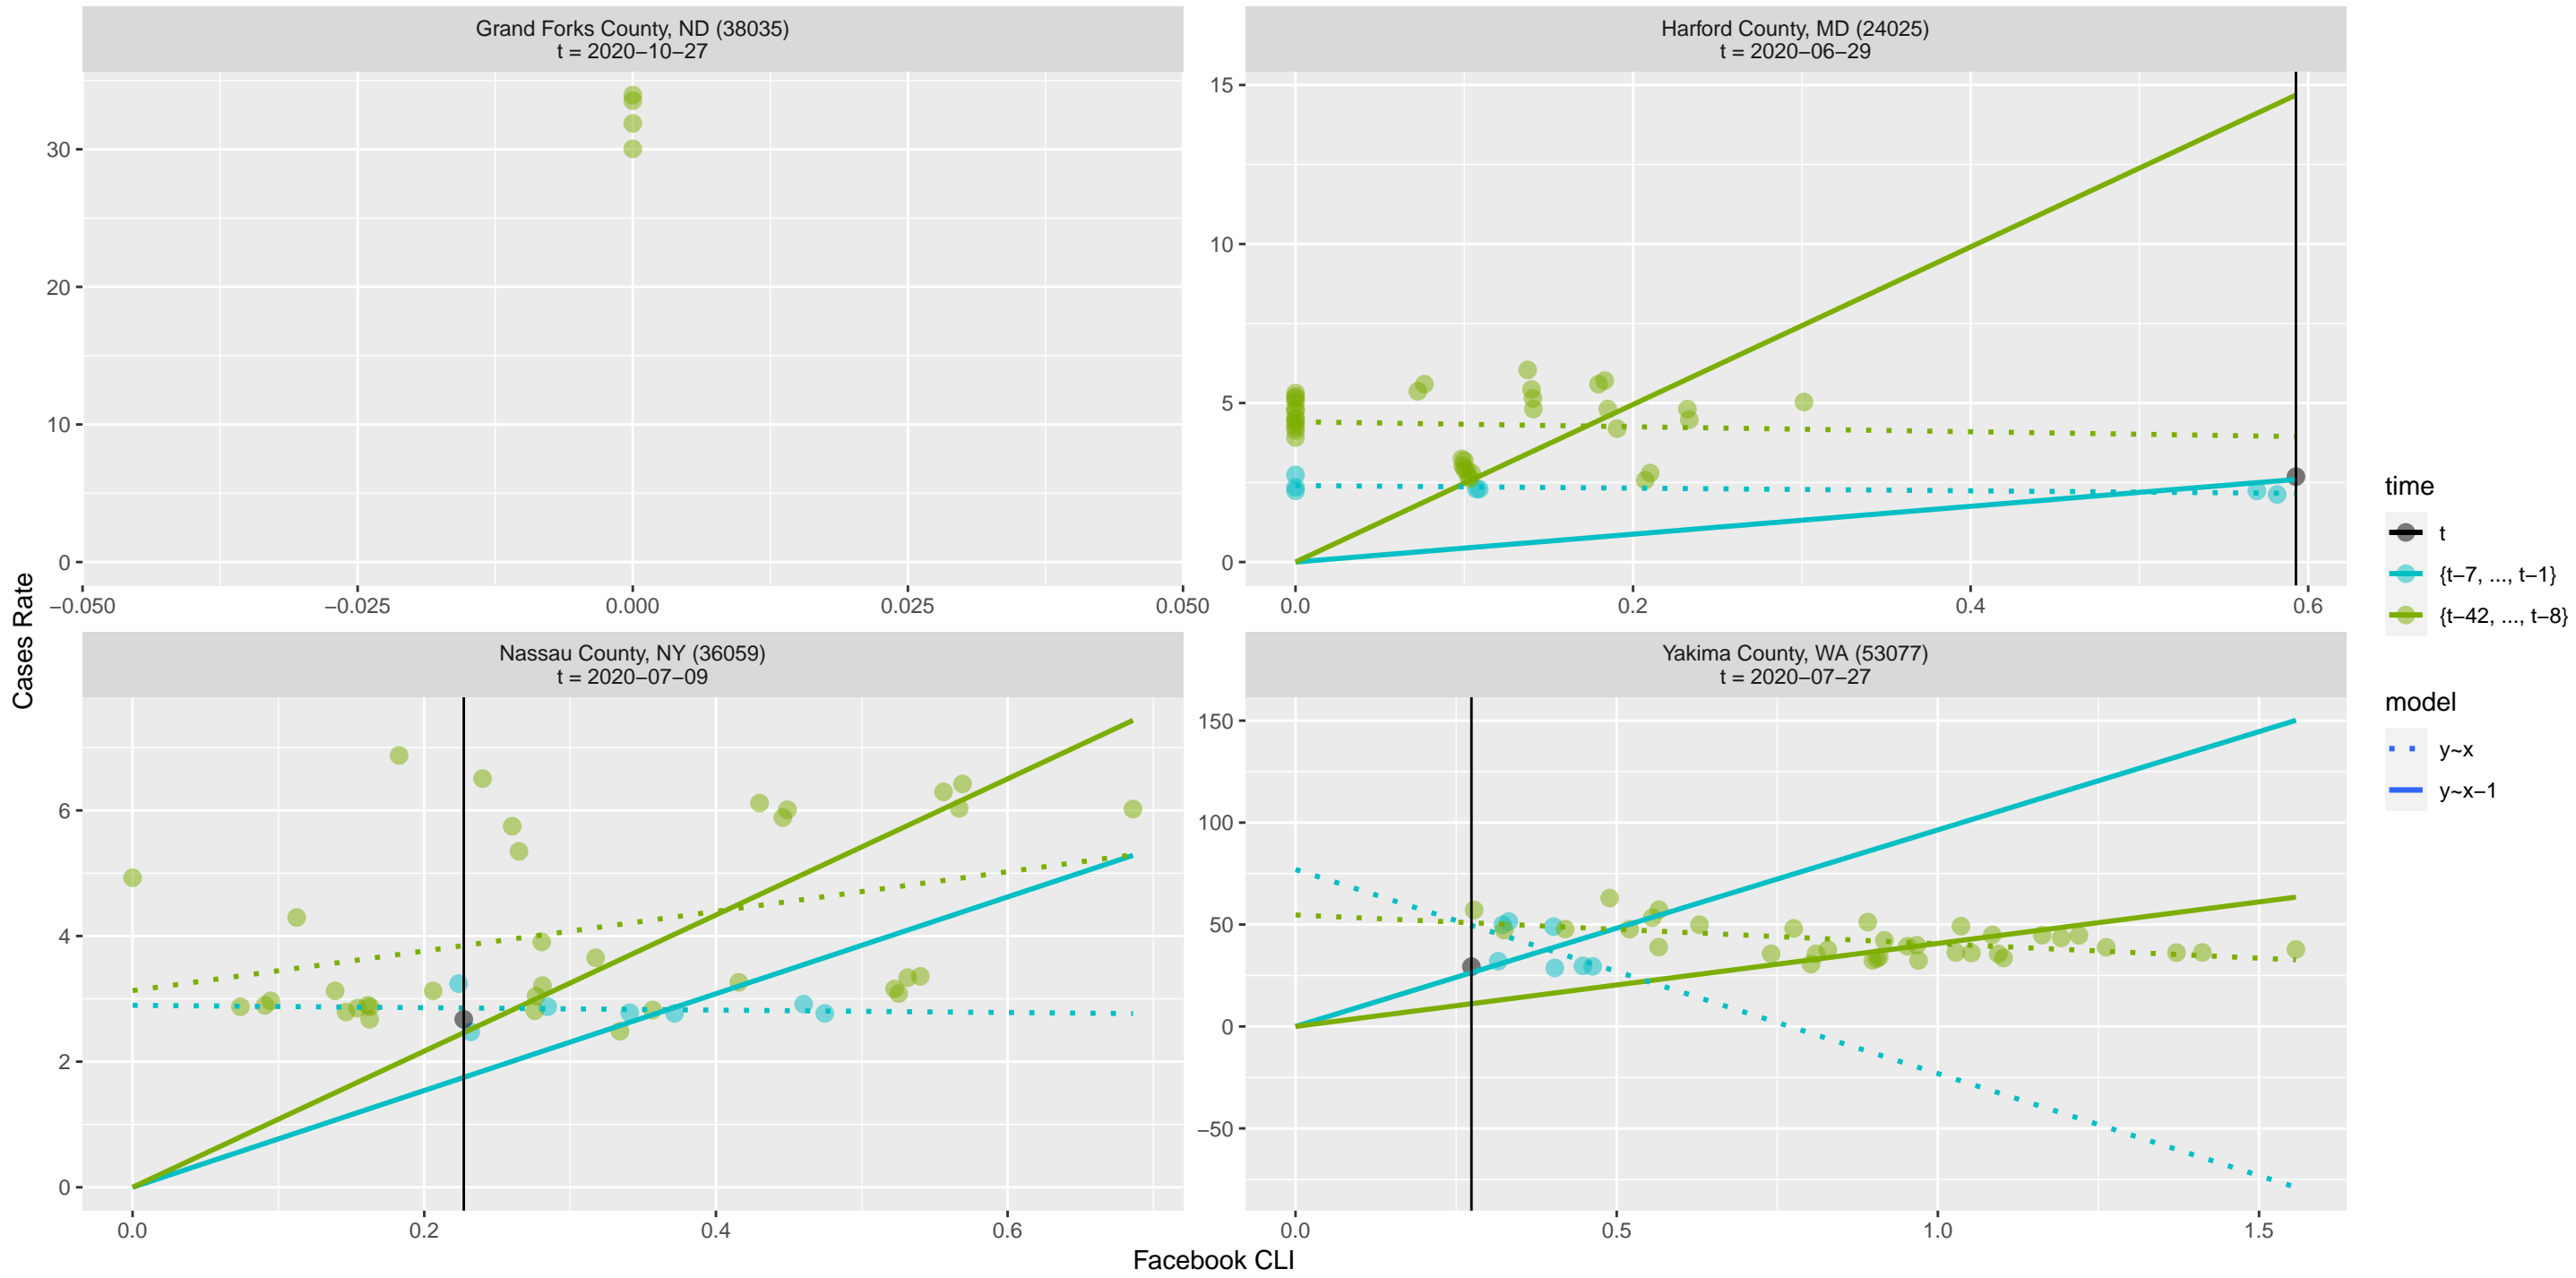 Grand Forks County, ND (38035)
t = 2020−10−27
Harford County, MD (24025)
t = 2020−06−29
30
20
10
0
−0.050
−0.025
0.000
0.025
0.050
15
10
5
0
0.0
0.2
0.4
0.6
Nassau County, NY (36059)
t = 2020−07−09
Yakima County, WA (53077)
t = 2020−07−27
6
4
2
0
0.0
0.2
0.4
0.6
150
100
50
0
−50
0.0
0.5
1.0
1.5
Cases Rate
Facebook CLI
time
t
{t−7, ..., t−1}
{t−42, ..., t−8}
model
y~x
y~x−1